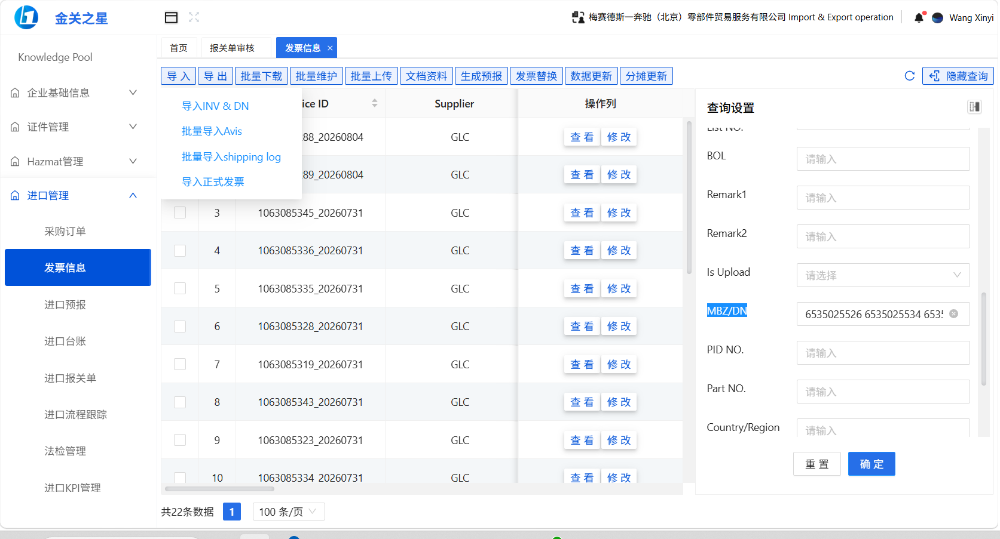 金关之星
梅赛德斯一奔驰（北京）零部件贸易服务有限公司 Import & Export operation
Wang Xinyi
Knowledge Pool
企业基础信息
证件管理
Hazmat管理
进口管理
采购订单
发票信息
进口预报
进口台账
进口报关单
进口流程跟踪
法检管理
进口KPI管理
首页 报关单审核 发票信息
导 入 导 出 批量下载 批量维护 批量上传 文档资料 生成预报 发票替换 数据更新 分摊更新 隐藏查询
导入INV & DN
批量导入Avis
批量导入shipping log
导入正式发票
ice ID Supplier 操作列
88_20260804 GLC 查 看 修 改
89_20260804 GLC 查 看 修 改
3 1063085345_20260731 GLC 查 看 修 改
4 1063085336_20260731 GLC 查 看 修 改
5 1063085335_20260731 GLC 查 看 修 改
6 1063085328_20260731 GLC 查 看 修 改
7 1063085319_20260731 GLC 查 看 修 改
8 1063085343_20260731 GLC 查 看 修 改
9 1063085323_20260731 GLC 查 看 修 改
10 1063085334_20260731 GLC 查 看 修 改
共22条数据 1 100 条/页
查询设置
List NO.
BOL 请输入
Remark1 请输入
Remark2 请输入
Is Upload 请选择
MBZ/DN 6535025526 6535025534 653
PID NO. 请输入
Part NO. 请输入
Country/Region 请输入
重 置 确 定